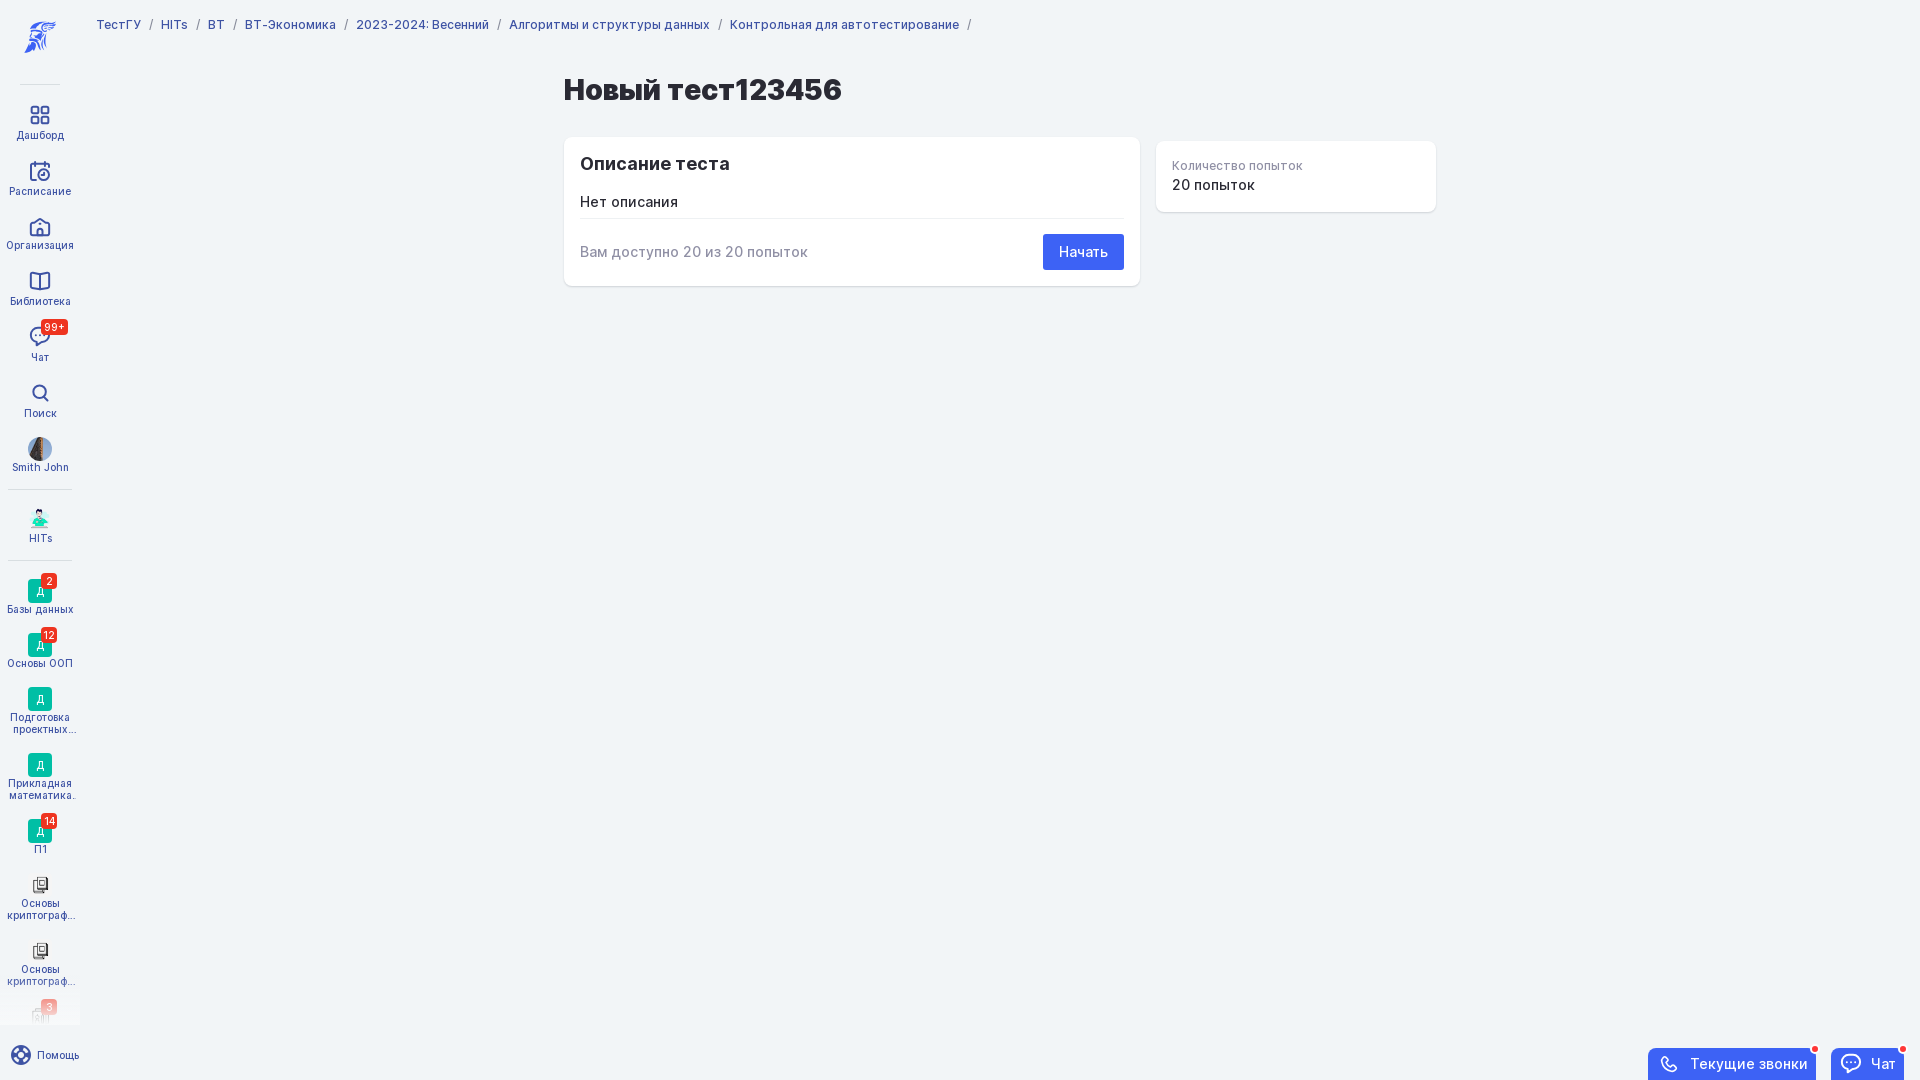 ТестГУ / HITs / ВТ / ВТ-Экономика / 2023-2024: Весенний / Алгоритмы и структуры данных / Контрольная для автотестирование /
Новый тест123456
Описание теста
Нет описания
Вам доступно 20 из 20 попыток
Начать
Количество попыток
20 попыток
Дашборд
Расписание
Организация
Библиотека
99+
Чат
Поиск
Smith John
HITs
Д
2
Базы данных
Д
12
Основы ООП
Д
Подготовка
проектных...
Д
Прикладная
математика.
Д
14
П1
Основы
криптограф...
Основы
криптограф...
3
Помощь
Текущие звонки
Чат